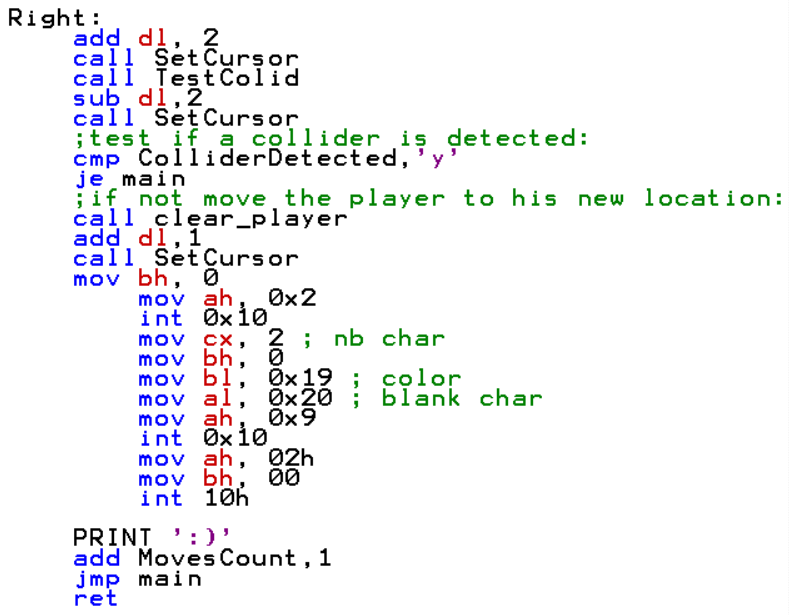 Right:
add dl, 2
call SetCursor
call TestColid
sub dl,2
call SetCursor
;test if a collider is detected:
cmp ColliderDetected,'y'
je main
;if not move the player to his new location:
call clear_player
add dl,1
call SetCursor
mov bh, 0
mov ah, 0x2
int 0x10
mov cx, 2 ; nb char
mov bh, 0
mov bl, 0x19 ; color
mov al, 0x20 ; blank char
mov ah, 0x9
int 0x10
mov ah, 02h
mov bh, 00
int 10h
PRINT ':)'
add MovesCount,1
jmp main
ret